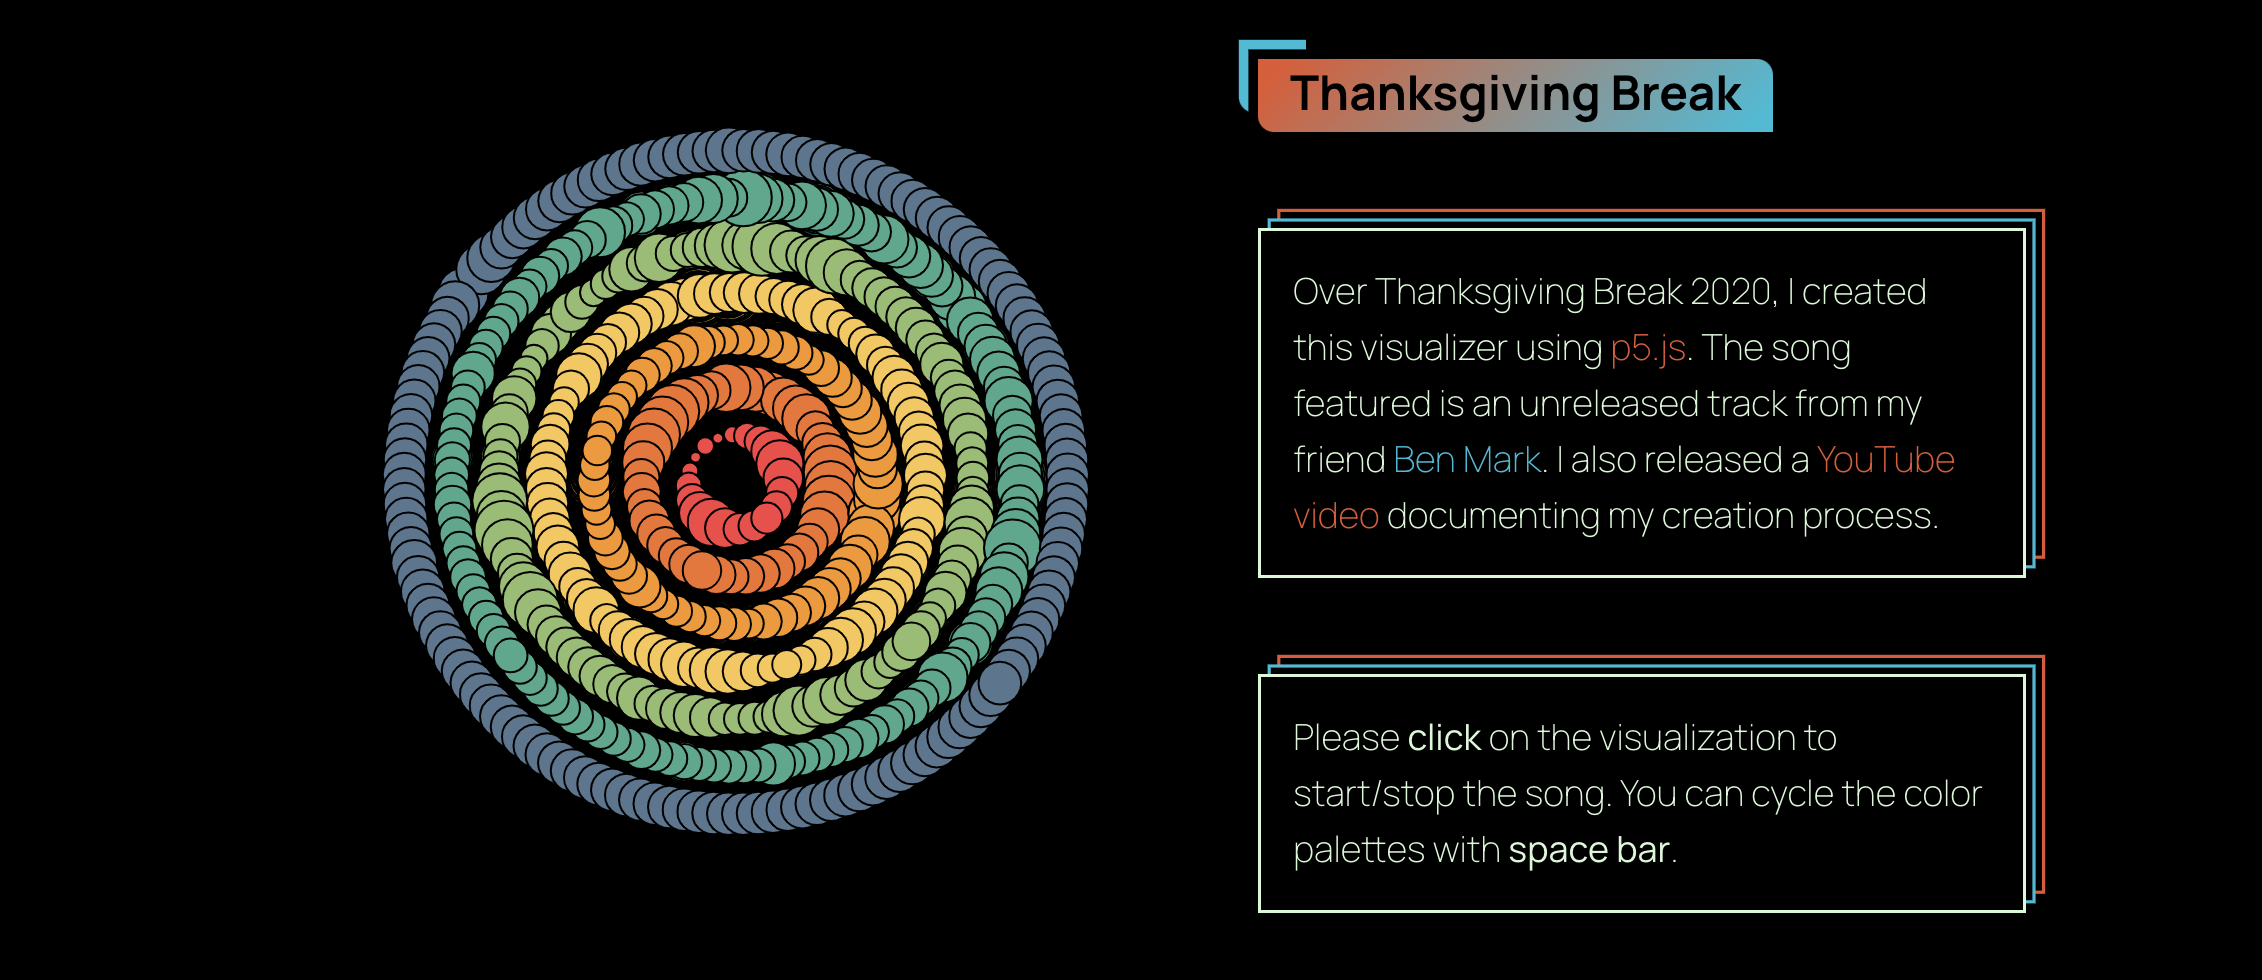 Thanksgiving Break
Over Thanksgiving Break 2020, I created
this visualizer using p5.js. The song
featured is an unreleased track from my
friend Ben Mark. I also released a YouTube
video documenting my creation process.
Please click on the visualization to
start/stop the song. You can cycle the color
palettes with space bar.